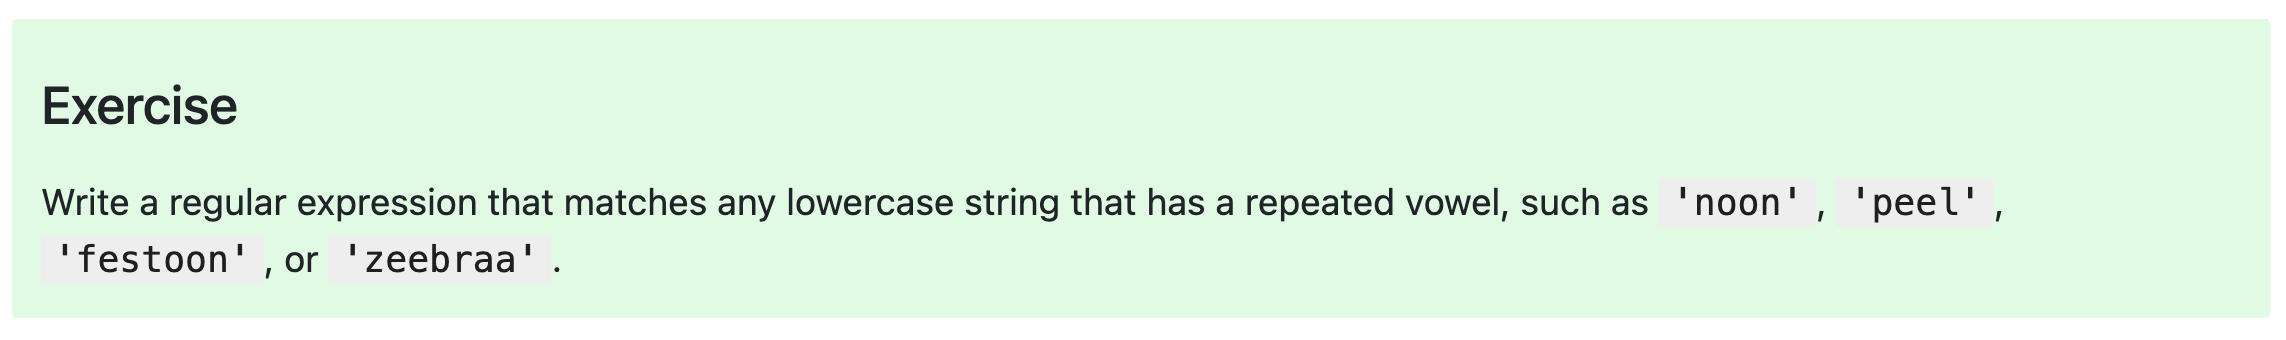 Exercise
Write a regular expression that matches any lowercase string that has a repeated vowel, such as 'noon', 'peel',
'festoon', or 'zeebraa'.